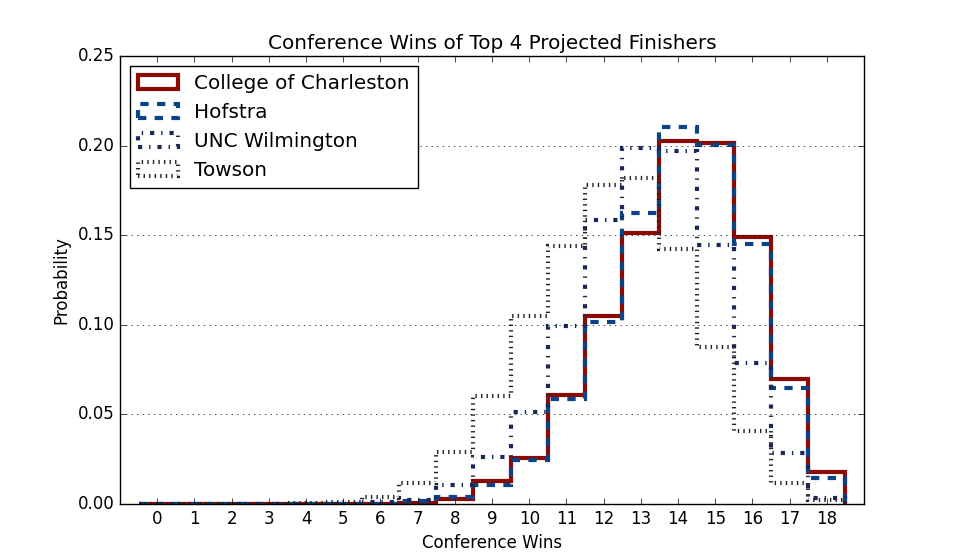 Conference Wins of Top 4 Projected Finishers
0.25
0.20
0.15
0.10
0.05
0.00
Probability
College of Charleston
Hofstra
UNC Wilmington
Towson
0 1 2 3 4 5 6 7 8 9 10 11 12 13 14 15 16 17 18
Conference Wins